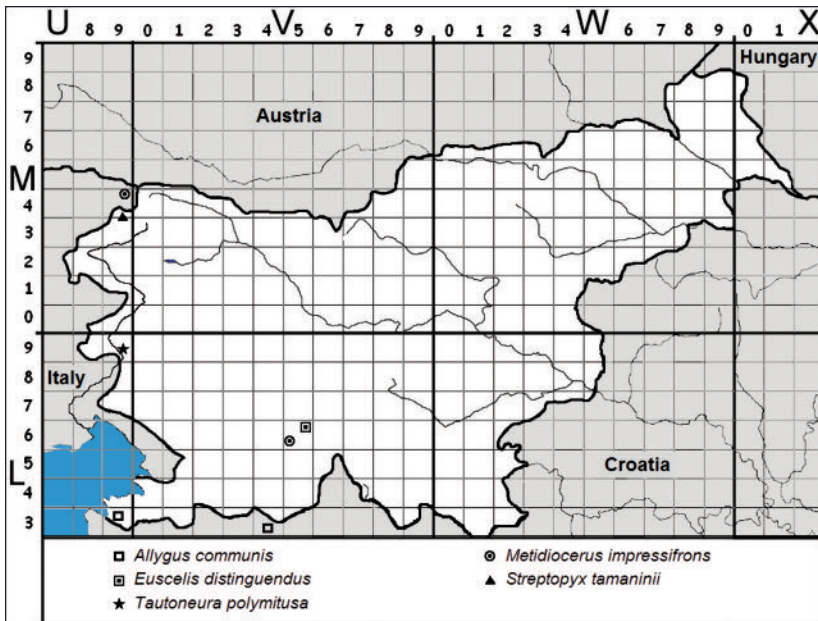 U 8 9 0 1 2 3 4 V 5 6 7 8 9 0 1 2 3 4 W 5 6 7 8 9 0 1 X
9
Hungary
8
7
Austria
6
M
4
3
2
1
0
9
Italy
8
7
6
5
Croatia
L
4
3
Allygus communis
Euscelis distinguendus
Tautoneura polymitusa
Metidiocerus impressifrons
Streptopyx tamaninii